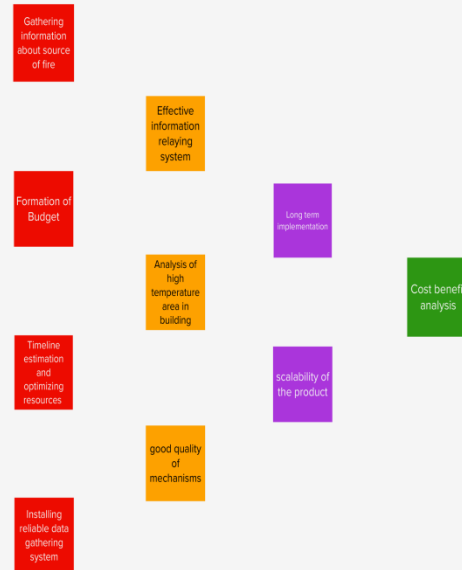 Gathering
information
about source
of fire
Effective
information
relaying
system
Formation of
Budget
Long term
implementation
Analysis of
high
temperature
area in
building
Cost benefi
analysis
Timeline
estimation
and
optimizing
resources
scalability of
the product
good quality
of
mechanisms
Installing
reliable data
gathering
system